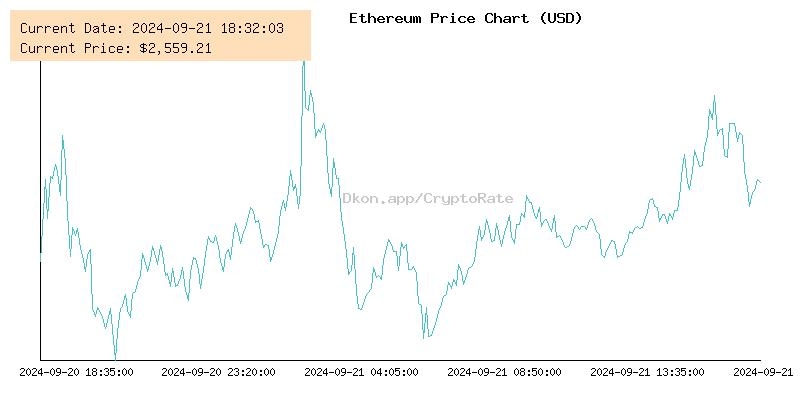 Ethereum Price Chart (USD)
Current Date: 2024-09-21 18:32:03
Current Price: $2,559.21
Dkon.app/CryptoRate
2024-09-20 18:35:00 2024-09-20 23:20:00 2024-09-21 04:05:00 2024-09-21 08:50:00 2024-09-21 13:35:00 2024-09-21